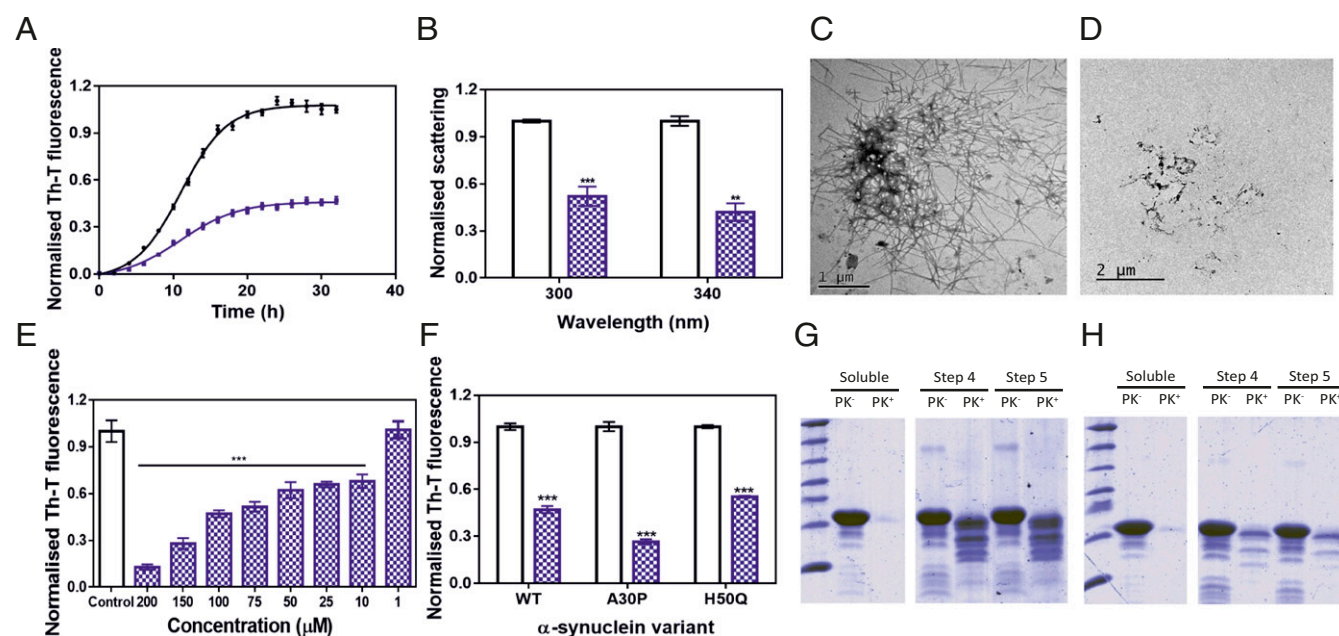 A
Normalised Th-T fluorescence
1.2
0.9
0.6
0.3
0.0
0 10 20 30 40
Time (h)
B
Normalised scattering
1.2
0.9
0.6
0.3
0.0
***
**
300 340
Wavelength (nm)
C
1 µm
D
2 µm
E
Normalised Th-T fluorescence
1.2
0.9
0.6
0.3
0.0
***
Control 200 150 100 75 50 25 10 1
Concentration (µM)
F
Normalised Th-T fluorescence
1.2
0.9
0.6
0.3
0.0
*** *** ***
WT A30P H50Q
α-synuclein variant
G
Soluble Step 4 Step 5
PK⁻ PK⁺ PK⁻ PK⁺ PK⁻ PK⁺
H
Soluble Step 4 Step 5
PK⁻ PK⁺ PK⁻ PK⁺ PK⁻ PK⁺